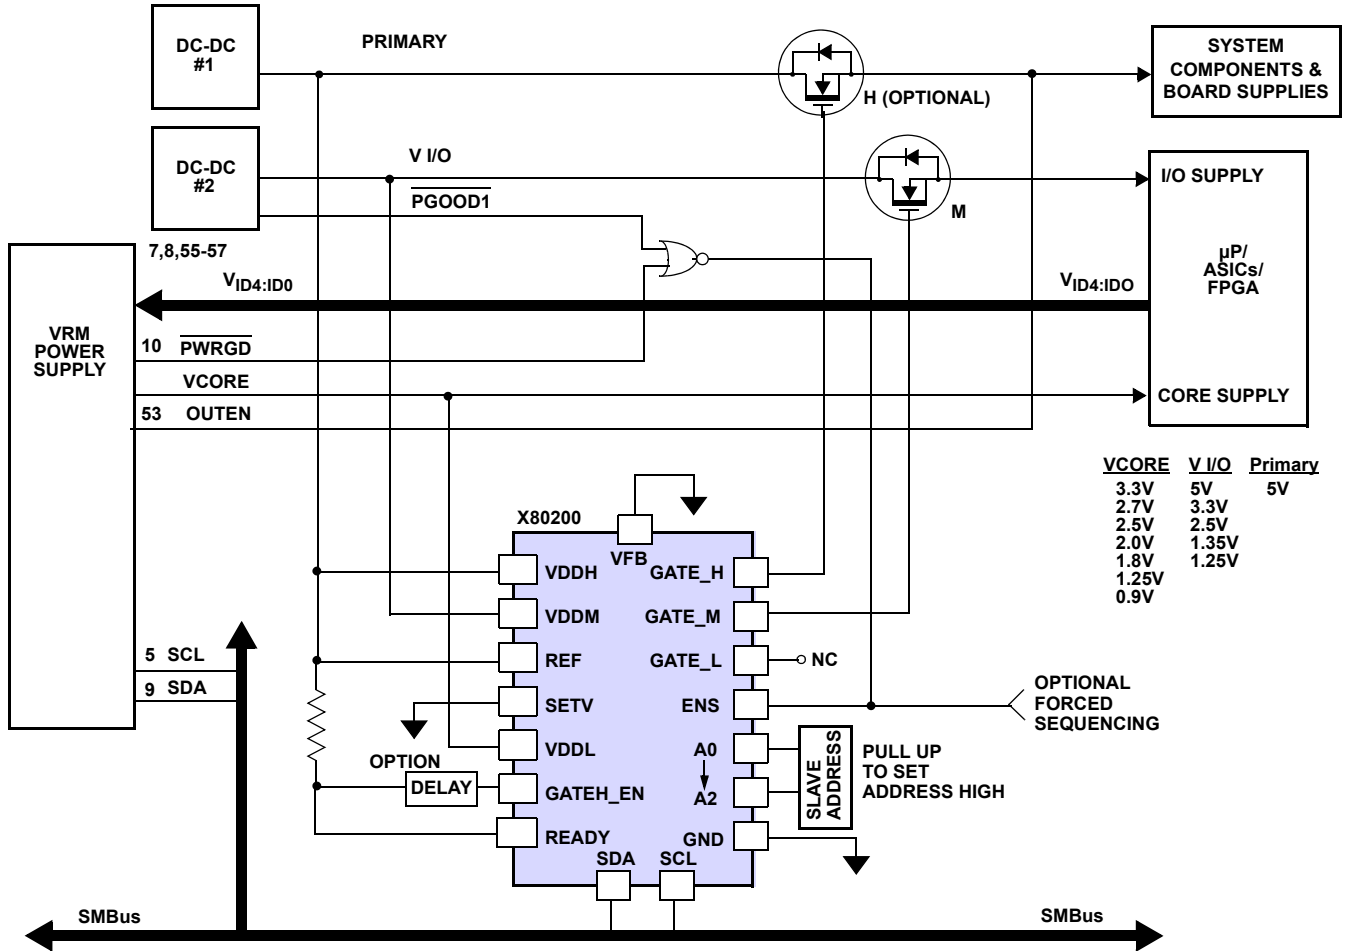 DC-DC
#1
PRIMARY
H (OPTIONAL)
SYSTEM
COMPONENTS &
BOARD SUPPLIES
DC-DC
#2
V I/O
PGOOD1
M
I/O SUPPLY
µP/
ASICs/
FPGA
7,8,55-57
VID4:ID0
VID4:IDO
VRM
POWER
SUPPLY
10 PWRGD
VCORE
CORE SUPPLY
53 OUTEN
VCORE V I/O Primary
3.3V 5V 5V
2.7V 3.3V
2.5V 2.5V
2.0V 1.35V
1.8V 1.25V
1.25V
0.9V
X80200
VFB
VDDH
GATE_H
VDDM
GATE_M
REF
GATE_L
NC
SETV
ENS
OPTIONAL
FORCED
SEQUENCING
VDDL
A0
A2
SLAVE
ADDRESS
PULL UP
TO SET
ADDRESS HIGH
OPTION
DELAY
GATEH_EN
READY
GND
SDA SCL
5 SCL
9 SDA
SMBus
SMBus